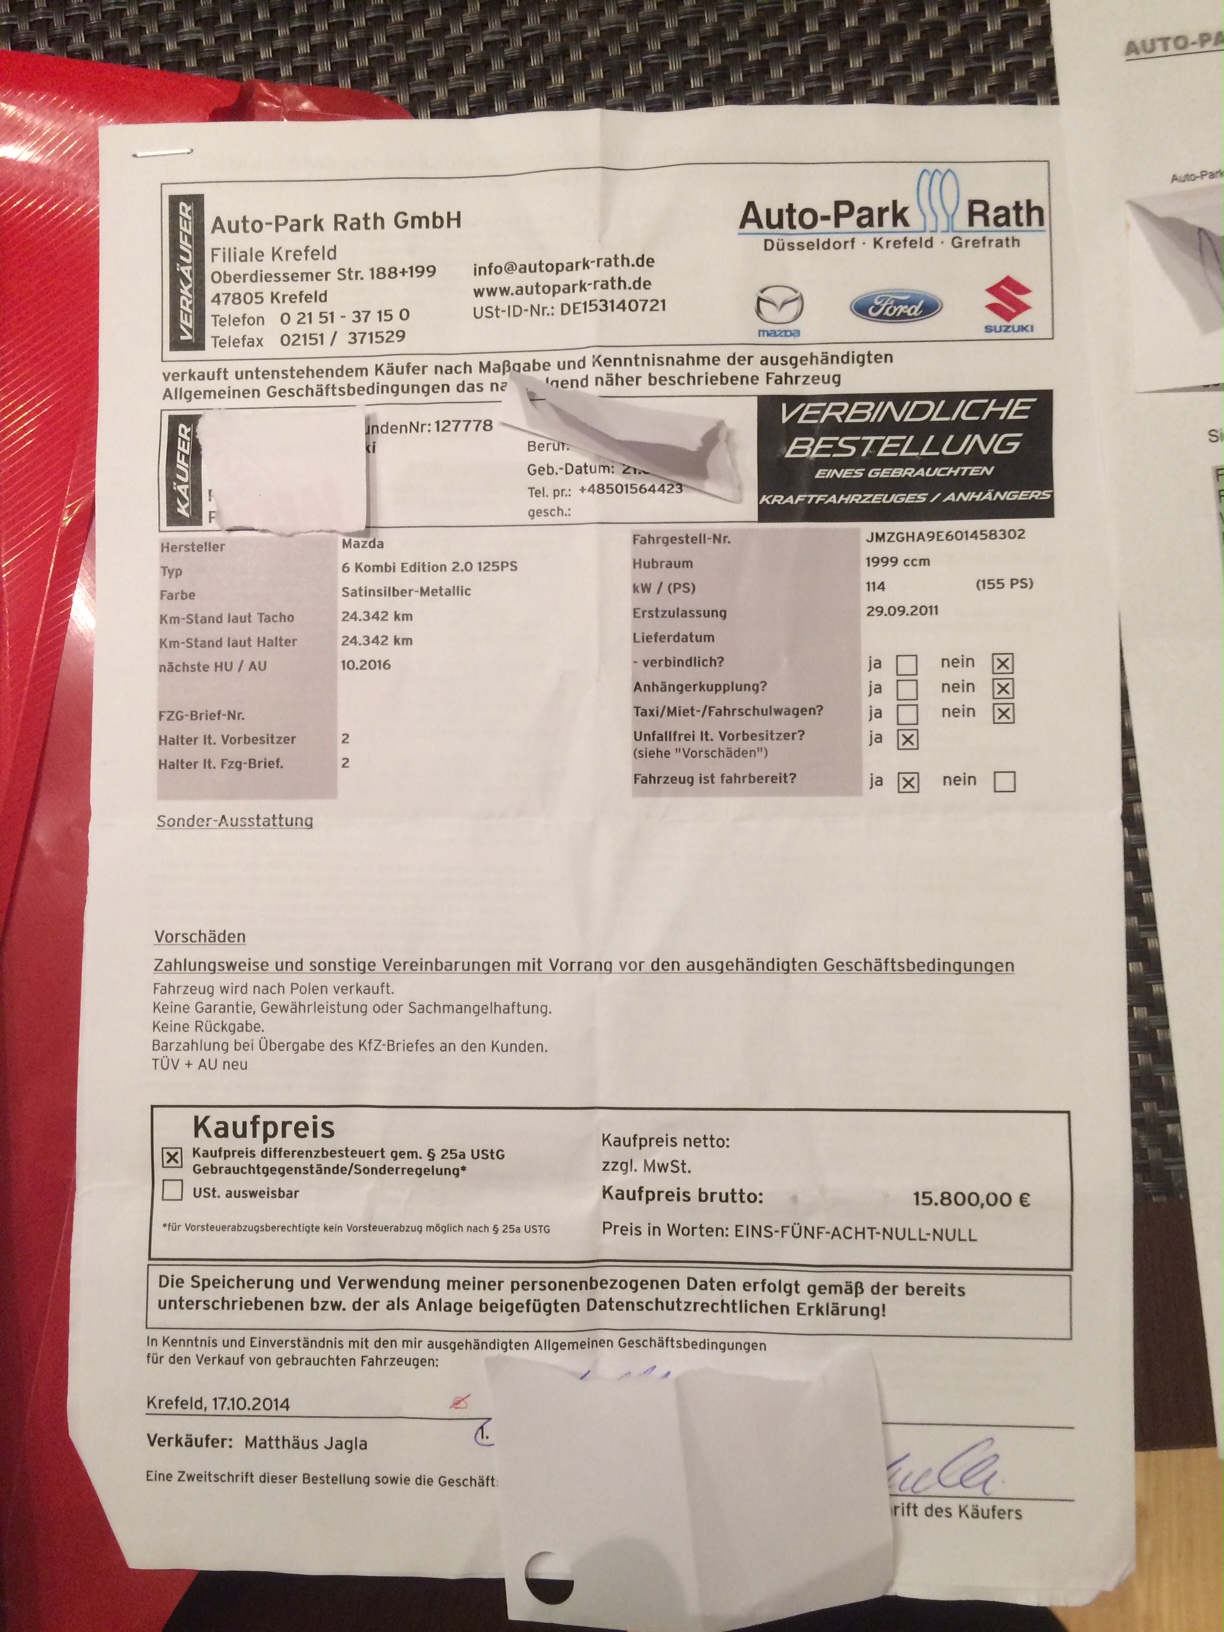 AUTO-PA
Auto-Park
VERKÄUFER
Auto-Park Rath GmbH
Filiale Krefeld
Oberdiessemer Str. 188+199
47805 Krefeld
Telefon 0 21 51 - 37 15 0
Telefax 02151 / 371529
info@autopark-rath.de
www.autopark-rath.de
USt-ID-Nr.: DE153140721
Auto-Park Rath
Düsseldorf · Krefeld · Grefrath
mazda
Ford
SUZUKI
verkauft untenstehendem Käufer nach Maßgabe und Kenntnisnahme der ausgehändigten
Allgemeinen Geschäftsbedingungen das na gend näher beschriebene Fahrzeug
KÄUFER
undenNr: 127778
ki
Beruf:
Geb.-Datum: 21.
Tel. pr.: +48501564423
gesch.:
VERBINDLICHE
BESTELLUNG
EINES GEBRAUCHTEN
KRAFTFAHRZEUGES / ANHÄNGERS
Hersteller Mazda
Typ 6 Kombi Edition 2.0 125PS
Farbe Satinsilber-Metallic
Km-Stand laut Tacho 24.342 km
Km-Stand laut Halter 24.342 km
nächste HU / AU 10.2016
FZG-Brief-Nr.
Halter lt. Vorbesitzer 2
Halter lt. Fzg-Brief. 2
Fahrgestell-Nr. JMZGHA9E601458302
Hubraum 1999 ccm
kW / (PS) 114 (155 PS)
Erstzulassung 29.09.2011
Lieferdatum
- verbindlich? ja nein
Anhängerkupplung? ja nein
Taxi/Miet-/Fahrschulwagen? ja nein
Unfallfrei lt. Vorbesitzer? ja
(siehe "Vorschäden")
Fahrzeug ist fahrbereit? ja nein
Sonder-Ausstattung
Vorschäden
Zahlungsweise und sonstige Vereinbarungen mit Vorrang vor den ausgehändigten Geschäftsbedingungen
Fahrzeug wird nach Polen verkauft.
Keine Garantie, Gewährleistung oder Sachmangelhaftung.
Keine Rückgabe.
Barzahlung bei Übergabe des KfZ-Briefes an den Kunden.
TÜV + AU neu
Kaufpreis
Kaufpreis differenzbesteuert gem. § 25a UStG
Gebrauchtgegenstände/Sonderregelung*
USt. ausweisbar
*für Vorsteuerabzugsberechtigte kein Vorsteuerabzug möglich nach § 25a USTG
Kaufpreis netto:
zzgl. MwSt.
Kaufpreis brutto: 15.800,00 €
Preis in Worten: EINS-FÜNF-ACHT-NULL-NULL
Die Speicherung und Verwendung meiner personenbezogenen Daten erfolgt gemäß der bereits
unterschriebenen bzw. der als Anlage beigefügten Datenschutzrechtlichen Erklärung!
In Kenntnis und Einverständnis mit den mir ausgehändigten Allgemeinen Geschäftsbedingungen
für den Verkauf von gebrauchten Fahrzeugen:
Krefeld, 17.10.2014
1.
Verkäufer: Matthäus Jagla
Eine Zweitschrift dieser Bestellung sowie die Geschäft
rift des Käufers